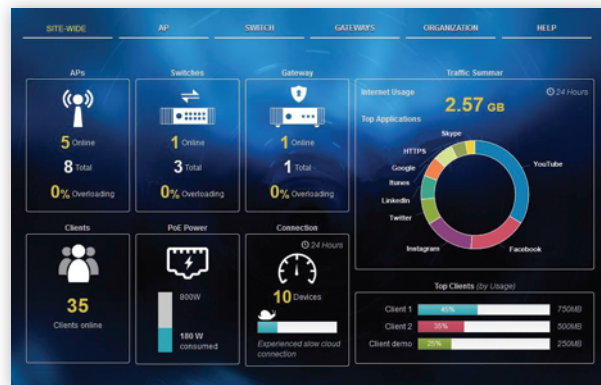 SITE-WIDE
AP
SWITCH
GATEWAYS
ORGANIZATION
HELP
APs
5 Online
8 Total
0% Overloading
Switches
1 Online
3 Total
0% Overloading
Gateway
1 Online
1 Total
0% Overloading
Traffic Summar
Internet Usage
24 Hours
2.57 GB
Top Applications
Skype
HTTPS
Google
Itunes
LinkedIn
Twitter
Instagram
Facebook
YouTube
Clients
35
Clients online
PoE Power
800W
180 W
consumed
Connection
24 Hours
10 Devices
Experienced slow cloud
connection
Top Clients (by Usage)
Client 1
45%
750MB
Client 2
35%
500MB
Client demo
25%
250MB